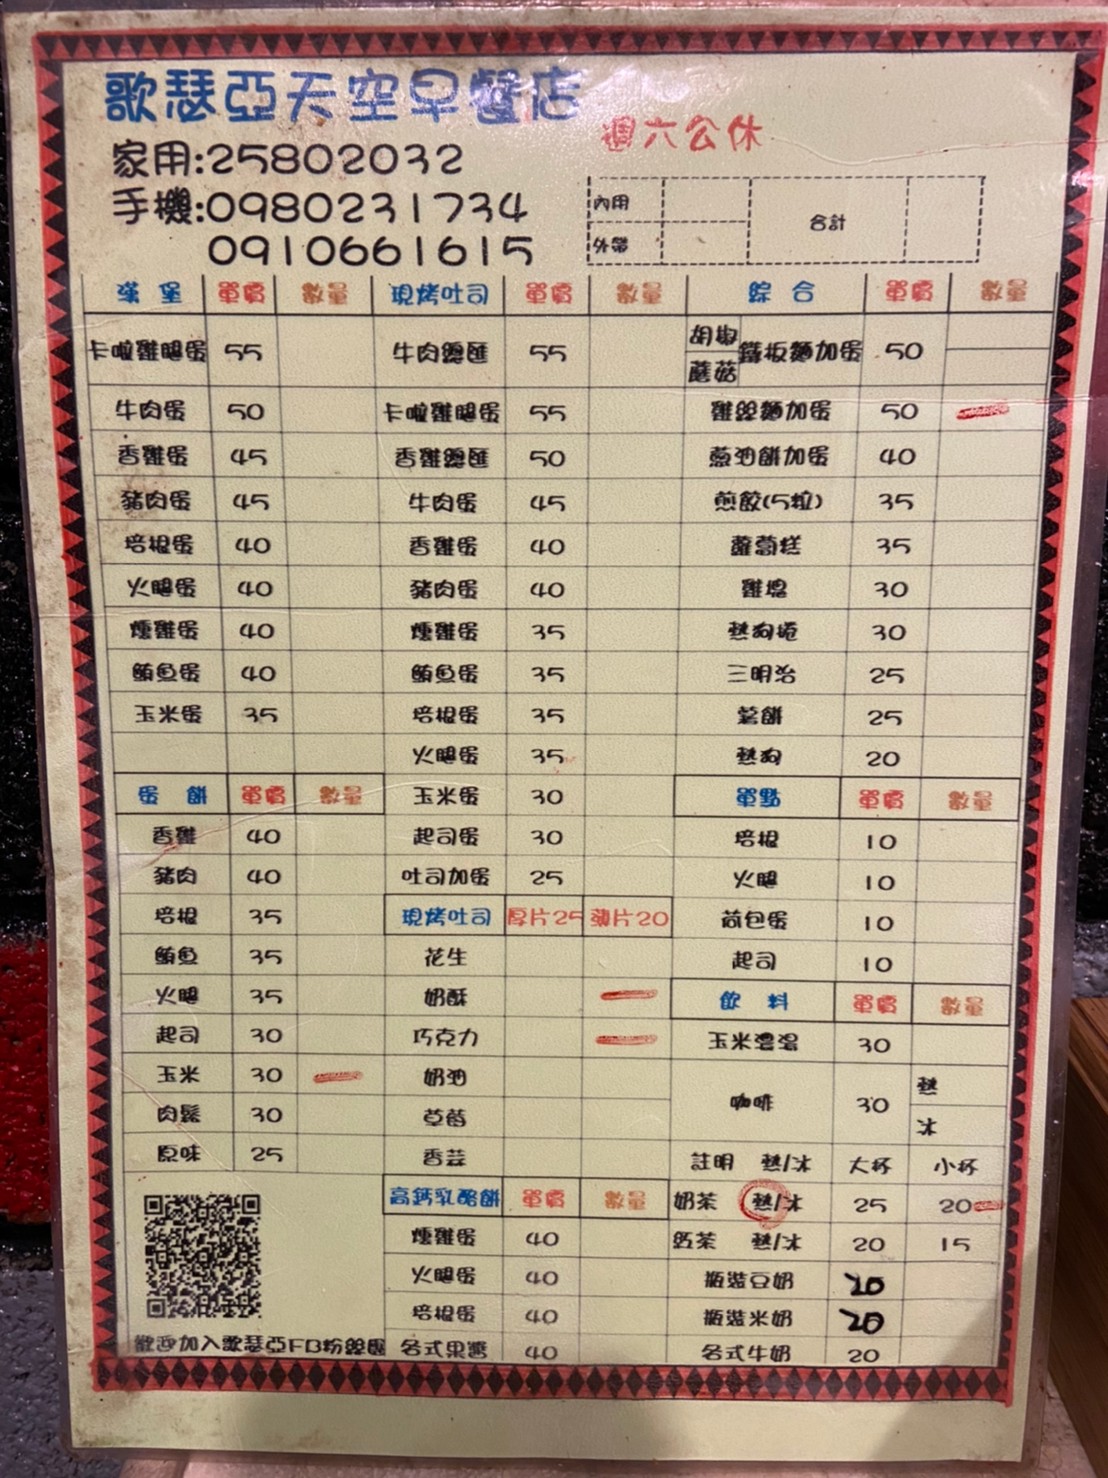 歌瑟亞天空早餐店
週六公休
家用:25802032
手機:0980231734
0910661615
內用
外帶
合計
漢堡 單價 數量
卡啦雞腿蛋 55
牛肉蛋 50
香雞蛋 45
豬肉蛋 45
培根蛋 40
火腿蛋 40
燻雞蛋 40
鮪魚蛋 40
玉米蛋 35
蛋餅 單價 數量
香雞 40
豬肉 40
培根 35
鮪魚 35
火腿 35
起司 30
玉米 30
肉鬆 30
原味 25
歡迎加入歌瑟亞FB粉絲團
現烤吐司 單價 數量
牛肉總匯 55
卡啦雞腿蛋 55
香雞總匯 50
牛肉蛋 45
香雞蛋 40
豬肉蛋 40
燻雞蛋 35
鮪魚蛋 35
培根蛋 35
火腿蛋 35
玉米蛋 30
起司蛋 30
吐司加蛋 25
現烤吐司 厚片25 薄片20
花生
奶酥
巧克力
奶油
草莓
香蒜
高鈣乳酪餅 單價 數量
燻雞蛋 40
火腿蛋 40
培根蛋 40
各式果醬 40
綜合 單價 數量
胡椒
蘑菇
鐵板麵加蛋 50
雞絲麵加蛋 50
蔥油餅加蛋 40
煎餃(5粒) 35
蘿蔔糕 35
雞塊 30
熱狗捲 30
三明治 25
薯餅 25
熱狗 20
單點 單價 數量
培根 10
火腿 10
荷包蛋 10
起司 10
飲料 單價 數量
玉米濃湯 30
咖啡 30 熱
冰
註明 熱/冰 大杯 小杯
奶茶 熱/冰 25 20
紅茶 熱/冰 20 15
瓶裝豆奶 20
瓶裝米奶 20
各式牛奶 20